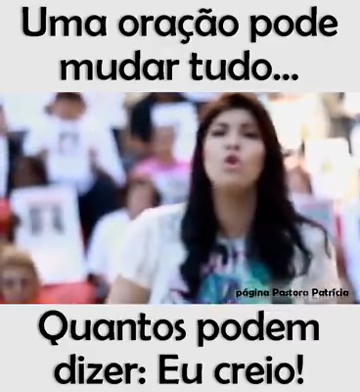 Uma oração pode
mudar tudo...
página Pastora Patrícia
Quantos podem
dizer: Eu creio!